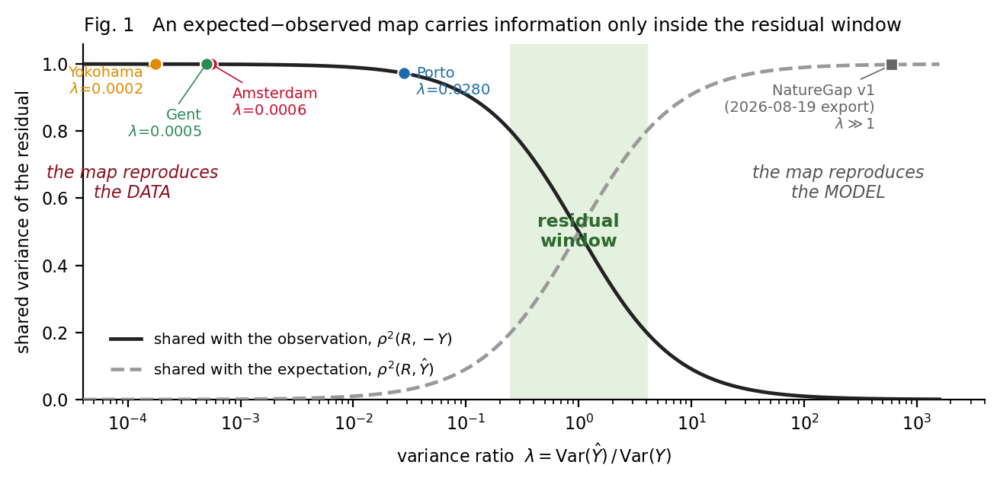 Fig. 1   An expected−observed map carries information only inside the residual window
1.0
0.8
0.6
0.4
0.2
0.0
shared variance of the residual
Yokohama
λ=0.0002
Gent
λ=0.0005
Amsterdam
λ=0.0006
Porto
λ=0.0280
NatureGap v1
(2026-08-19 export)
λ ≫ 1
the map reproduces
the DATA
the map reproduces
the MODEL
residual
window
shared with the observation, ρ²(R, −Y)
shared with the expectation, ρ²(R, Ŷ)
10⁻⁴ 10⁻³ 10⁻² 10⁻¹ 10⁰ 10¹ 10² 10³
variance ratio λ = Var(Ŷ) / Var(Y)